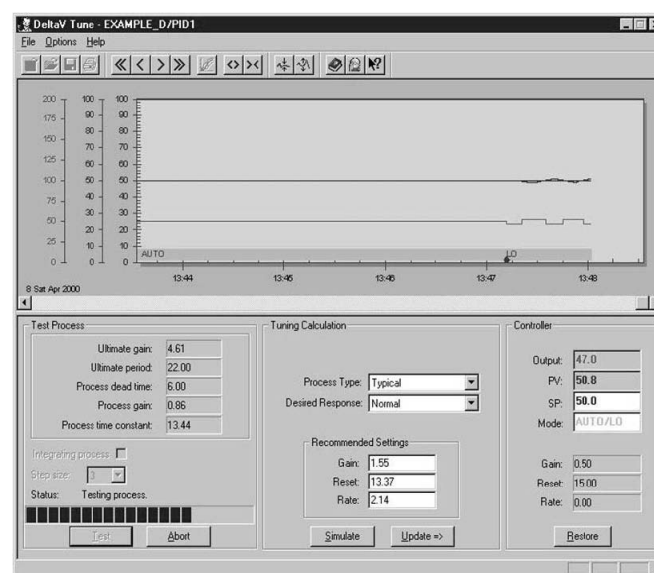 DeltaV Tune - EXAMPLE_D/PID1
File Options Help
200 100 100
175 90 90
150 80 80
70 70
125 60 60
100 50 50
75 40 40
30 30
50 20 20
25 10 10
0 0 0
AUTO LO
13:44 13:45 13:46 13:47 13:48
8 Sat Apr 2000
Test Process
Ultimate gain: 4.61
Ultimate period: 22.00
Process dead time: 6.00
Process gain: 0.86
Process time constant: 13.44
Integrating process
Step size: 3
Status: Testing process.
Test Abort
Tuning Calculation
Process Type: Typical
Desired Response: Normal
Recommended Settings
Gain: 1.55
Reset: 13.37
Rate: 2.14
Simulate Update =>
Controller
Output: 47.0
PV: 50.8
SP: 50.0
Mode: AUTO/LO
Gain: 0.50
Reset: 15.00
Rate: 0.00
Restore